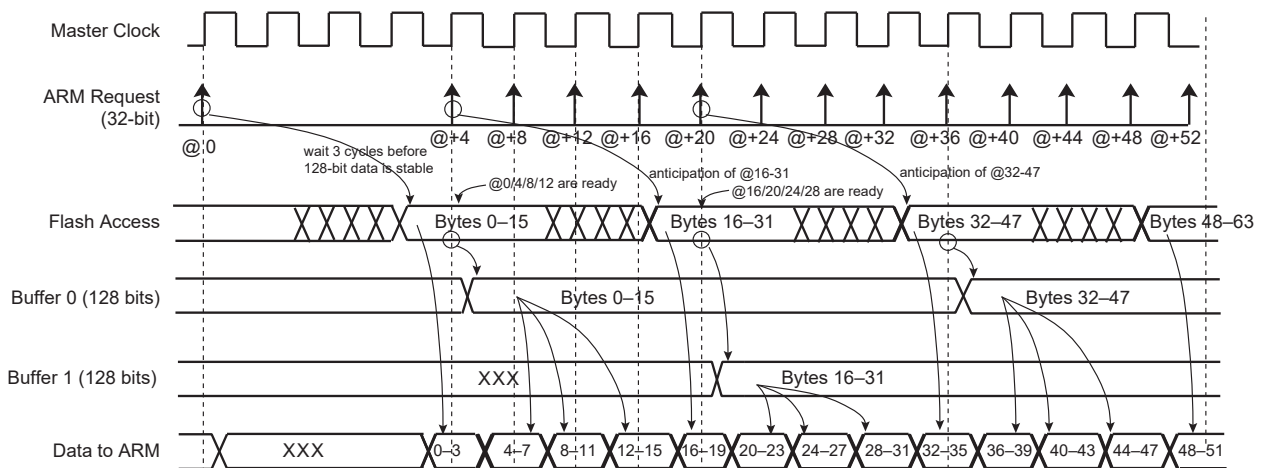 Master Clock
ARM Request
(32-bit)
@ 0
@+4
@+8
@+12
@+16
@+20
@+24
@+28
@+32
@+36
@+40
@+44
@+48
@+52
wait 3 cycles before
128-bit data is stable
@0/4/8/12 are ready
anticipation of @16-31
@16/20/24/28 are ready
anticipation of @32-47
Flash Access
Bytes 0–15
Bytes 16–31
Bytes 32–47
Bytes 48–63
Buffer 0 (128 bits)
Bytes 0–15
Bytes 32–47
Buffer 1 (128 bits)
XXX
Bytes 16–31
Data to ARM
XXX
0–3
4–7
8–11
12–15
16–19
20–23
24–27
28–31
32–35
36–39
40–43
44–47
48–51